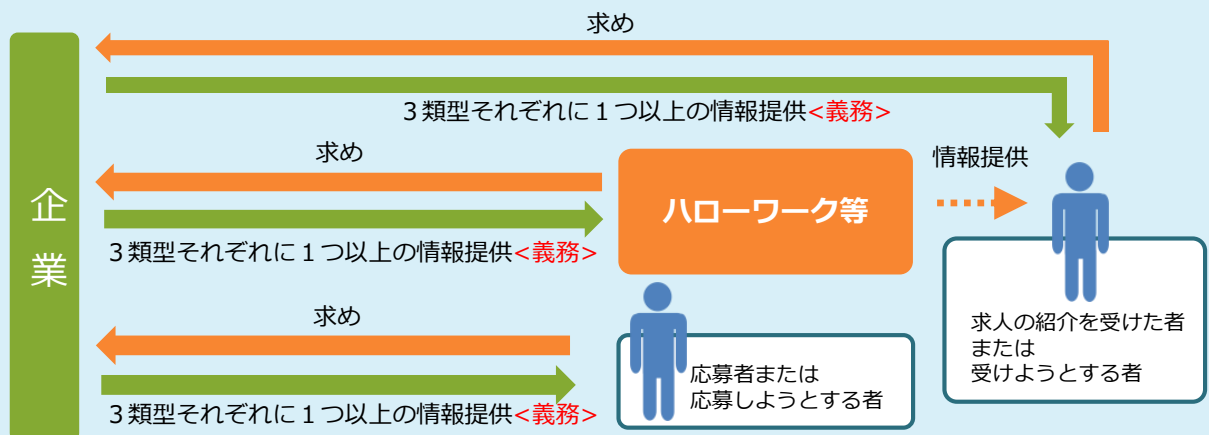 求め
３類型それぞれに１つ以上の情報提供<義務>
企業
求め
ハローワーク等
情報提供
３類型それぞれに１つ以上の情報提供<義務>
求め
求人の紹介を受けた者
または
受けようとする者
応募者または
応募しようとする者
３類型それぞれに１つ以上の情報提供<義務>